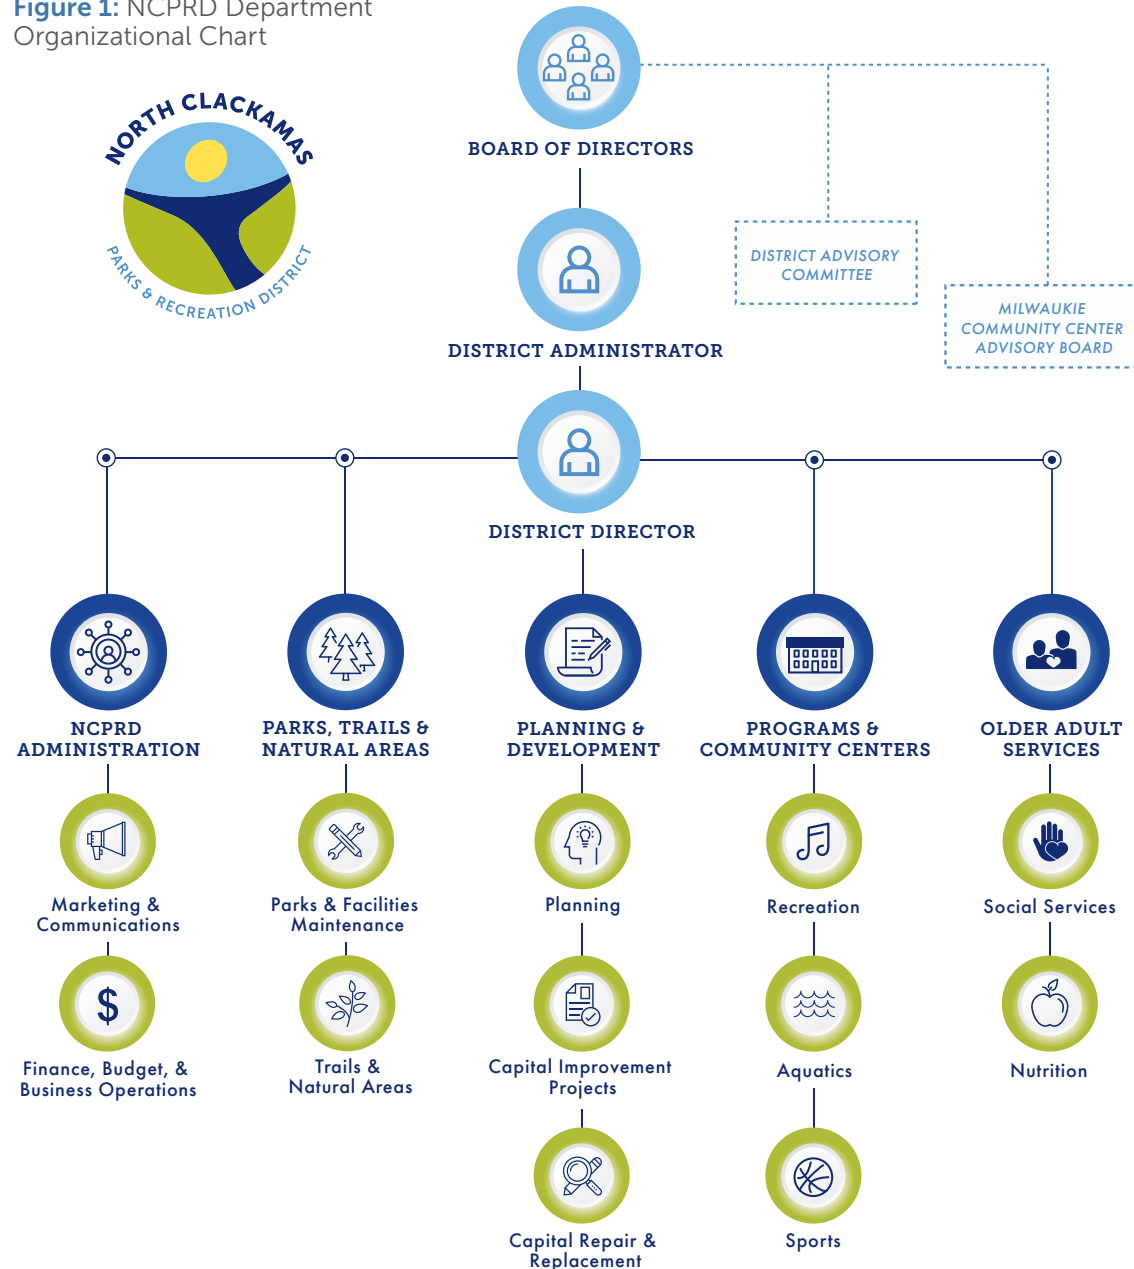 Figure 1: NCPRD Department
Organizational Chart
NORTH CLACKAMAS
PARKS & RECREATION DISTRICT
BOARD OF DIRECTORS
DISTRICT ADVISORY
COMMITTEE
MILWAUKIE
COMMUNITY CENTER
ADVISORY BOARD
DISTRICT ADMINISTRATOR
DISTRICT DIRECTOR
NCPRD
ADMINISTRATION
PARKS, TRAILS &
NATURAL AREAS
PLANNING &
DEVELOPMENT
PROGRAMS &
COMMUNITY CENTERS
OLDER ADULT
SERVICES
Marketing &
Communications
Parks & Facilities
Maintenance
Planning
Recreation
Social Services
$
Finance, Budget, &
Business Operations
Trails &
Natural Areas
Capital Improvement
Projects
Aquatics
Nutrition
Capital Repair &
Replacement
Sports